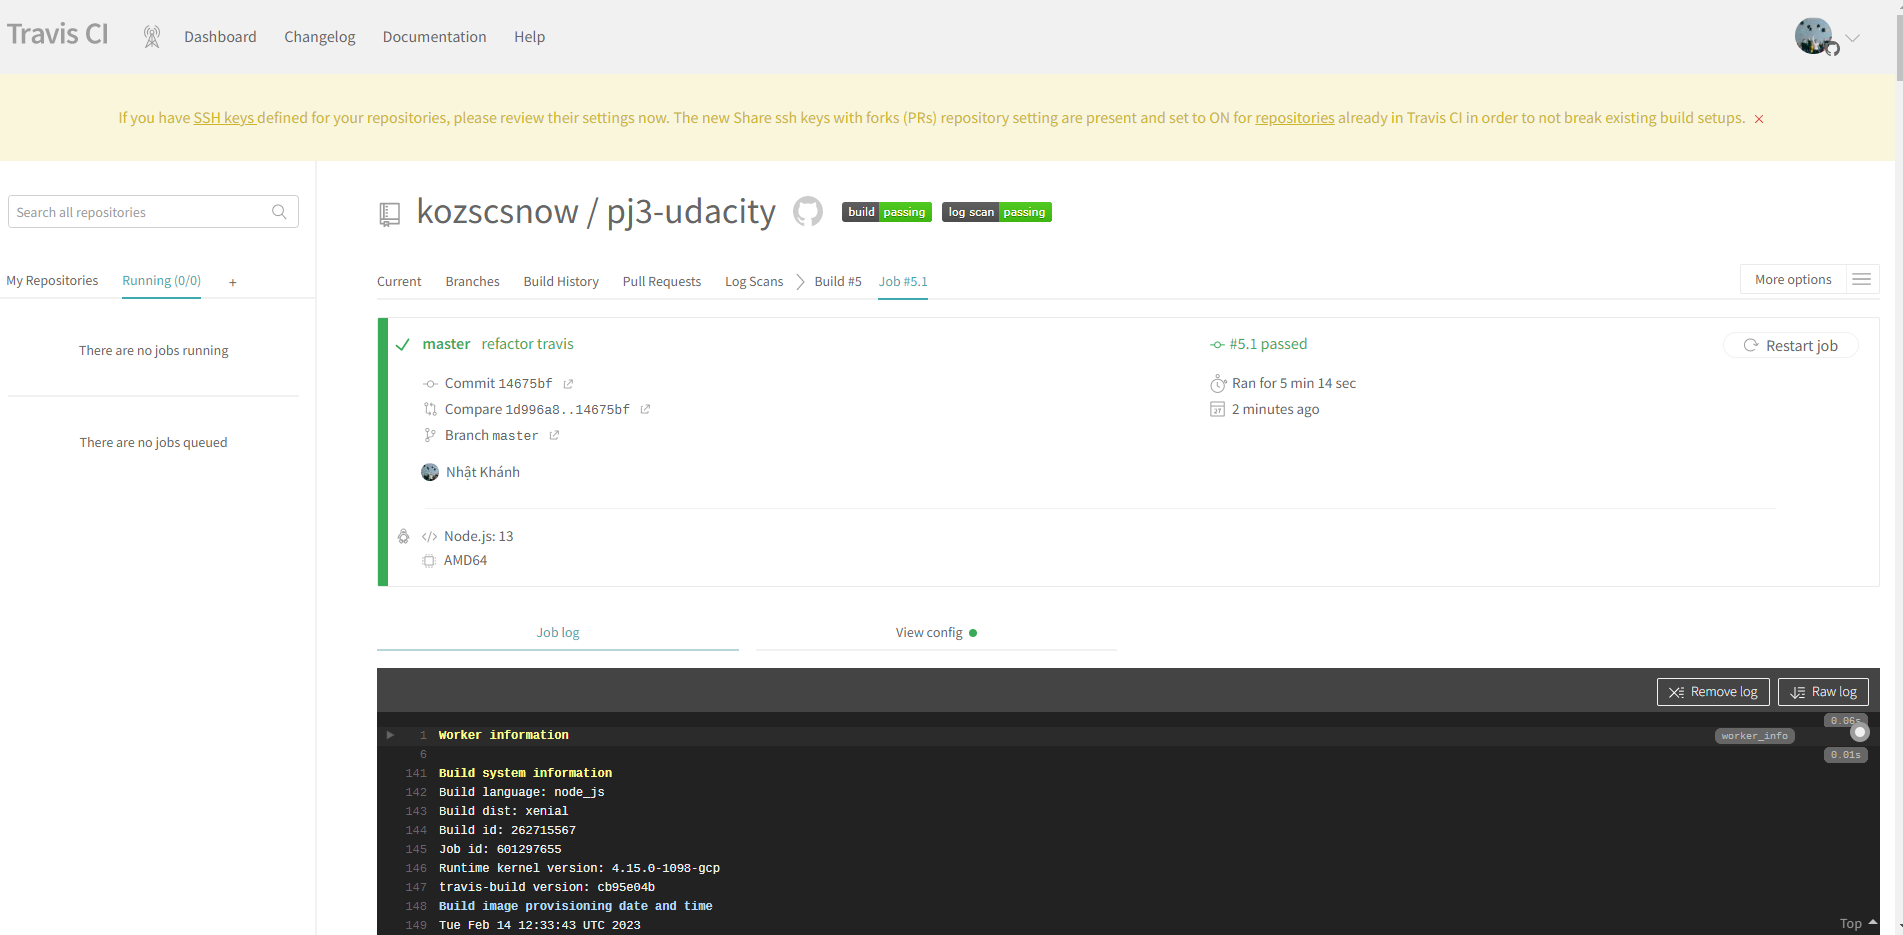 Travis CI
Dashboard
Changelog
Documentation
Help
If you have SSH keys defined for your repositories, please review their settings now. The new Share ssh keys with forks (PRs) repository setting are present and set to ON for repositories already in Travis CI in order to not break existing build setups.
Search all repositories
My Repositories
Running (0/0)
+
There are no jobs running
There are no jobs queued
kozscsnow / pj3-udacity
build passing
log scan passing
Current
Branches
Build History
Pull Requests
Log Scans
Build #5
Job #5.1
More options
master refactor travis
Commit 14675bf
Compare 1d996a8..14675bf
Branch master
Nhật Khánh
#5.1 passed
Ran for 5 min 14 sec
27
2 minutes ago
Restart job
</> Node.js: 13
AMD64
Job log
View config
Remove log
Raw log
1 Worker information
worker_info
0.06s
6
0.01s
141 Build system information
142 Build language: node_js
143 Build dist: xenial
144 Build id: 262715567
145 Job id: 601297655
146 Runtime kernel version: 4.15.0-1098-gcp
147 travis-build version: cb95e04b
148 Build image provisioning date and time
149 Tue Feb 14 12:33:43 UTC 2023
Top